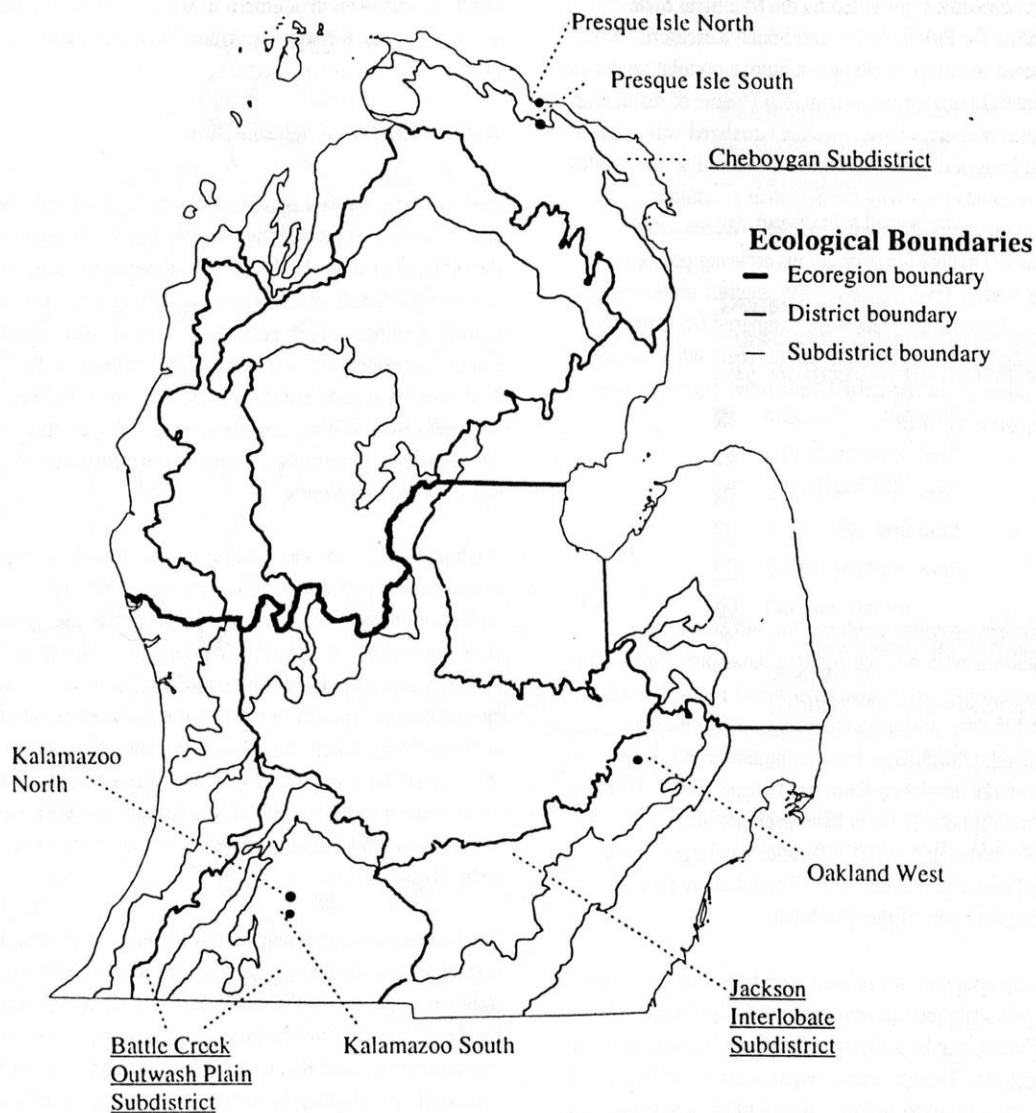 Presque Isle North
Presque Isle South
Cheboygan Subdistrict
Ecological Boundaries
Ecoregion boundary
District boundary
Subdistrict boundary
Kalamazoo
North
Oakland West
Jackson
Interlobate
Subdistrict
Battle Creek
Outwash Plain
Subdistrict
Kalamazoo South